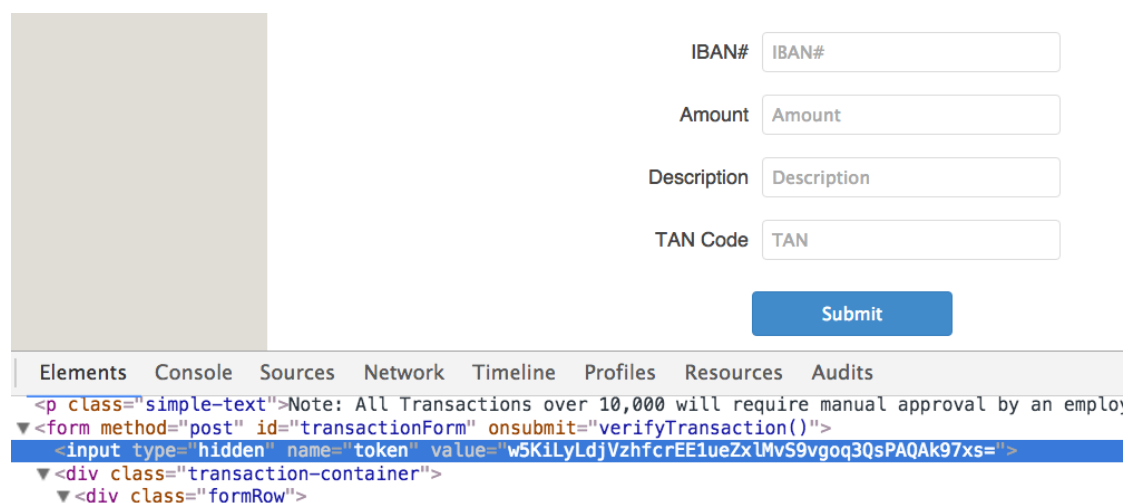 IBAN# IBAN#
Amount Amount
Description Description
TAN Code TAN
Submit
Elements Console Sources Network Timeline Profiles Resources Audits
<p class="simple-text">Note: All Transactions over 10,000 will require manual approval by an emplo
▼<form method="post" id="transactionForm" onsubmit="verifyTransaction()">
<input type="hidden" name="token" value="w5KiLyLdjVzhfcrEE1ueZxlMvS9vgoq3QsPAQAk97xs=">
▼<div class="transaction-container">
▼<div class="formRow">